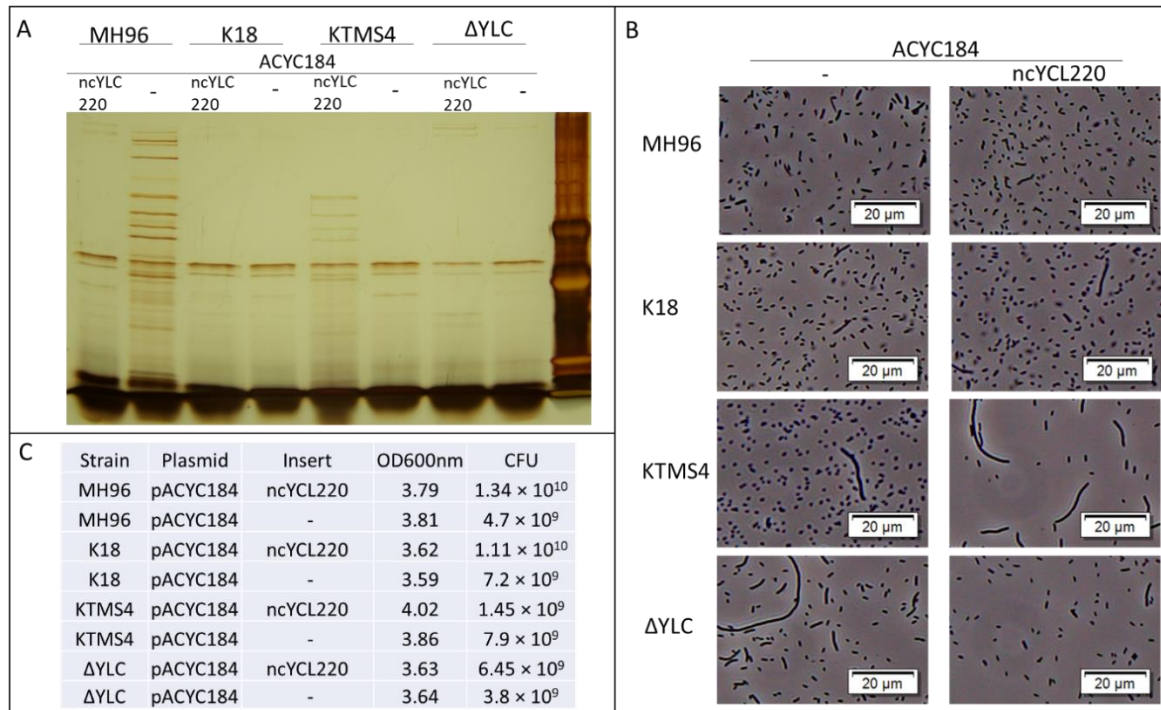 A
MH96 K18 KTMS4 ΔYLC
ACYC184
ncYLC 220 - ncYLC 220 - ncYLC 220 - ncYLC 220 -
B
ACYC184
- ncYCL220
MH96
20 µm 20 µm
K18
20 µm 20 µm
KTMS4
20 µm 20 µm
ΔYLC
20 µm 20 µm
C
Strain Plasmid Insert OD600nm CFU
MH96 pACYC184 ncYCL220 3.79 1.34 × 10¹⁰
MH96 pACYC184 - 3.81 4.7 × 10⁹
K18 pACYC184 ncYCL220 3.62 1.11 × 10¹⁰
K18 pACYC184 - 3.59 7.2 × 10⁹
KTMS4 pACYC184 ncYCL220 4.02 1.45 × 10⁹
KTMS4 pACYC184 - 3.86 7.9 × 10⁹
ΔYLC pACYC184 ncYCL220 3.63 6.45 × 10⁹
ΔYLC pACYC184 - 3.64 3.8 × 10⁹